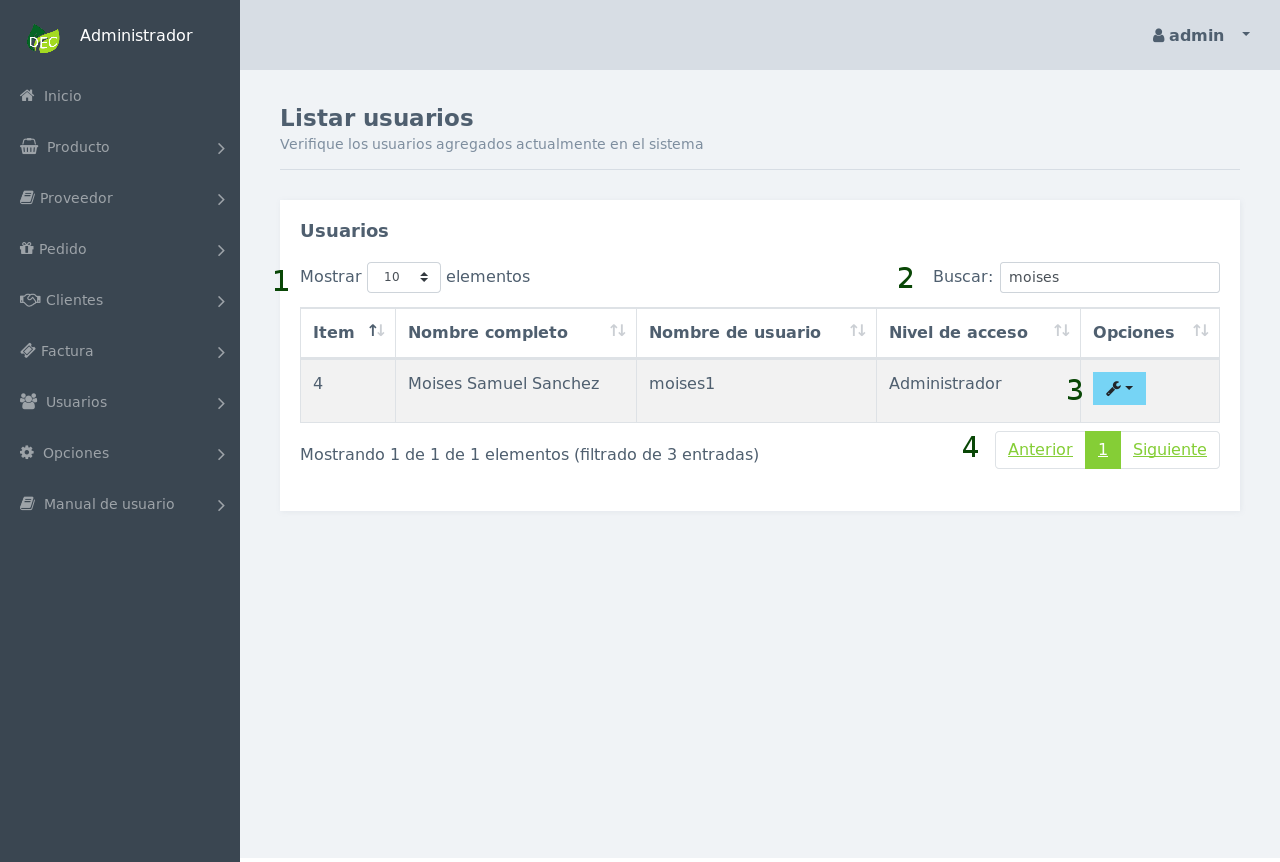 DEC Administrador
admin
Inicio
Producto
Proveedor
Pedido
Clientes
Factura
Usuarios
Opciones
Manual de usuario
Listar usuarios
Verifique los usuarios agregados actualmente en el sistema
Usuarios
1 Mostrar 10 elementos
2 Buscar: moises
Item Nombre completo Nombre de usuario Nivel de acceso Opciones
4 Moises Samuel Sanchez moises1 Administrador 3
Mostrando 1 de 1 de 1 elementos (filtrado de 3 entradas)
4 Anterior 1 Siguiente